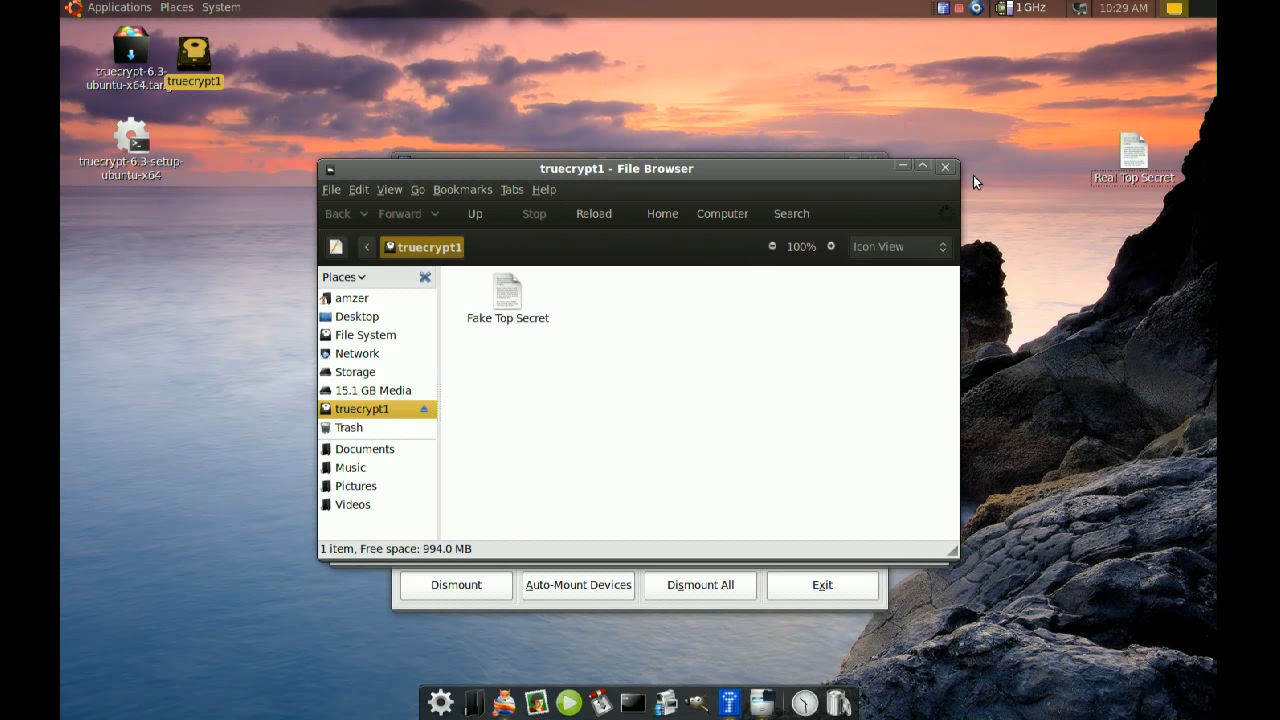 Applications Places System
1 GHz 10:29 AM
truecrypt-6.3-
ubuntu-x64.tar.
truecrypt1
truecrypt-6.3-setup-
ubuntu-x64
Real Top Secret
truecrypt1 - File Browser
File Edit View Go Bookmarks Tabs Help
Back Forward Up Stop Reload Home Computer Search
truecrypt1 100% Icon View
Places
amzer
Desktop
File System
Network
Storage
15.1 GB Media
truecrypt1
Trash
Documents
Music
Pictures
Videos
Fake Top Secret
1 item, Free space: 994.0 MB
Dismount Auto-Mount Devices Dismount All Exit